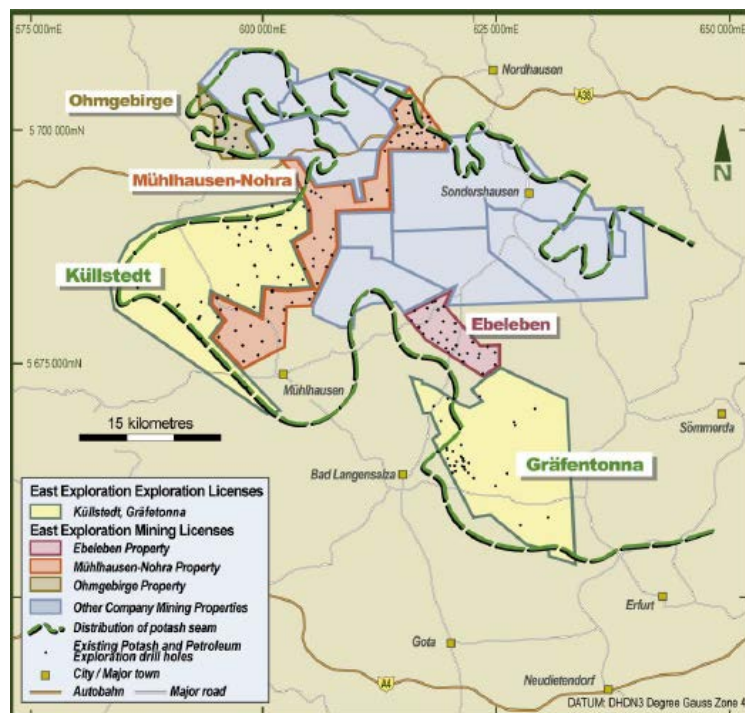 575 000mE
600 000mE
625 000mE
650 000mE
Nordhausen
Ohmgebirge
A38
5 700 000mN
N
Mühlhausen-Nohra
Sondershausen
Küllstedt
Ebeleben
5 675 000mN
Mühlhausen
15 kilometres
Sömmerda
Gräfentonna
Bad Langensalza
East Exploration Exploration Licenses
Küllstedt, Gräfetonna
East Exploration Mining Licenses
Ebeleben Property
Mühlhausen-Nohra Property
Ohmgebirge Property
Other Company Mining Properties
Distribution of potash seam
Existing Potash and Petroleum
Exploration drill holes
City / Major town
Autobahn
Major road
Erfurt
Gota
A4
Neudietendorf
DATUM: DHDN3 Degree Gauss Zone 4